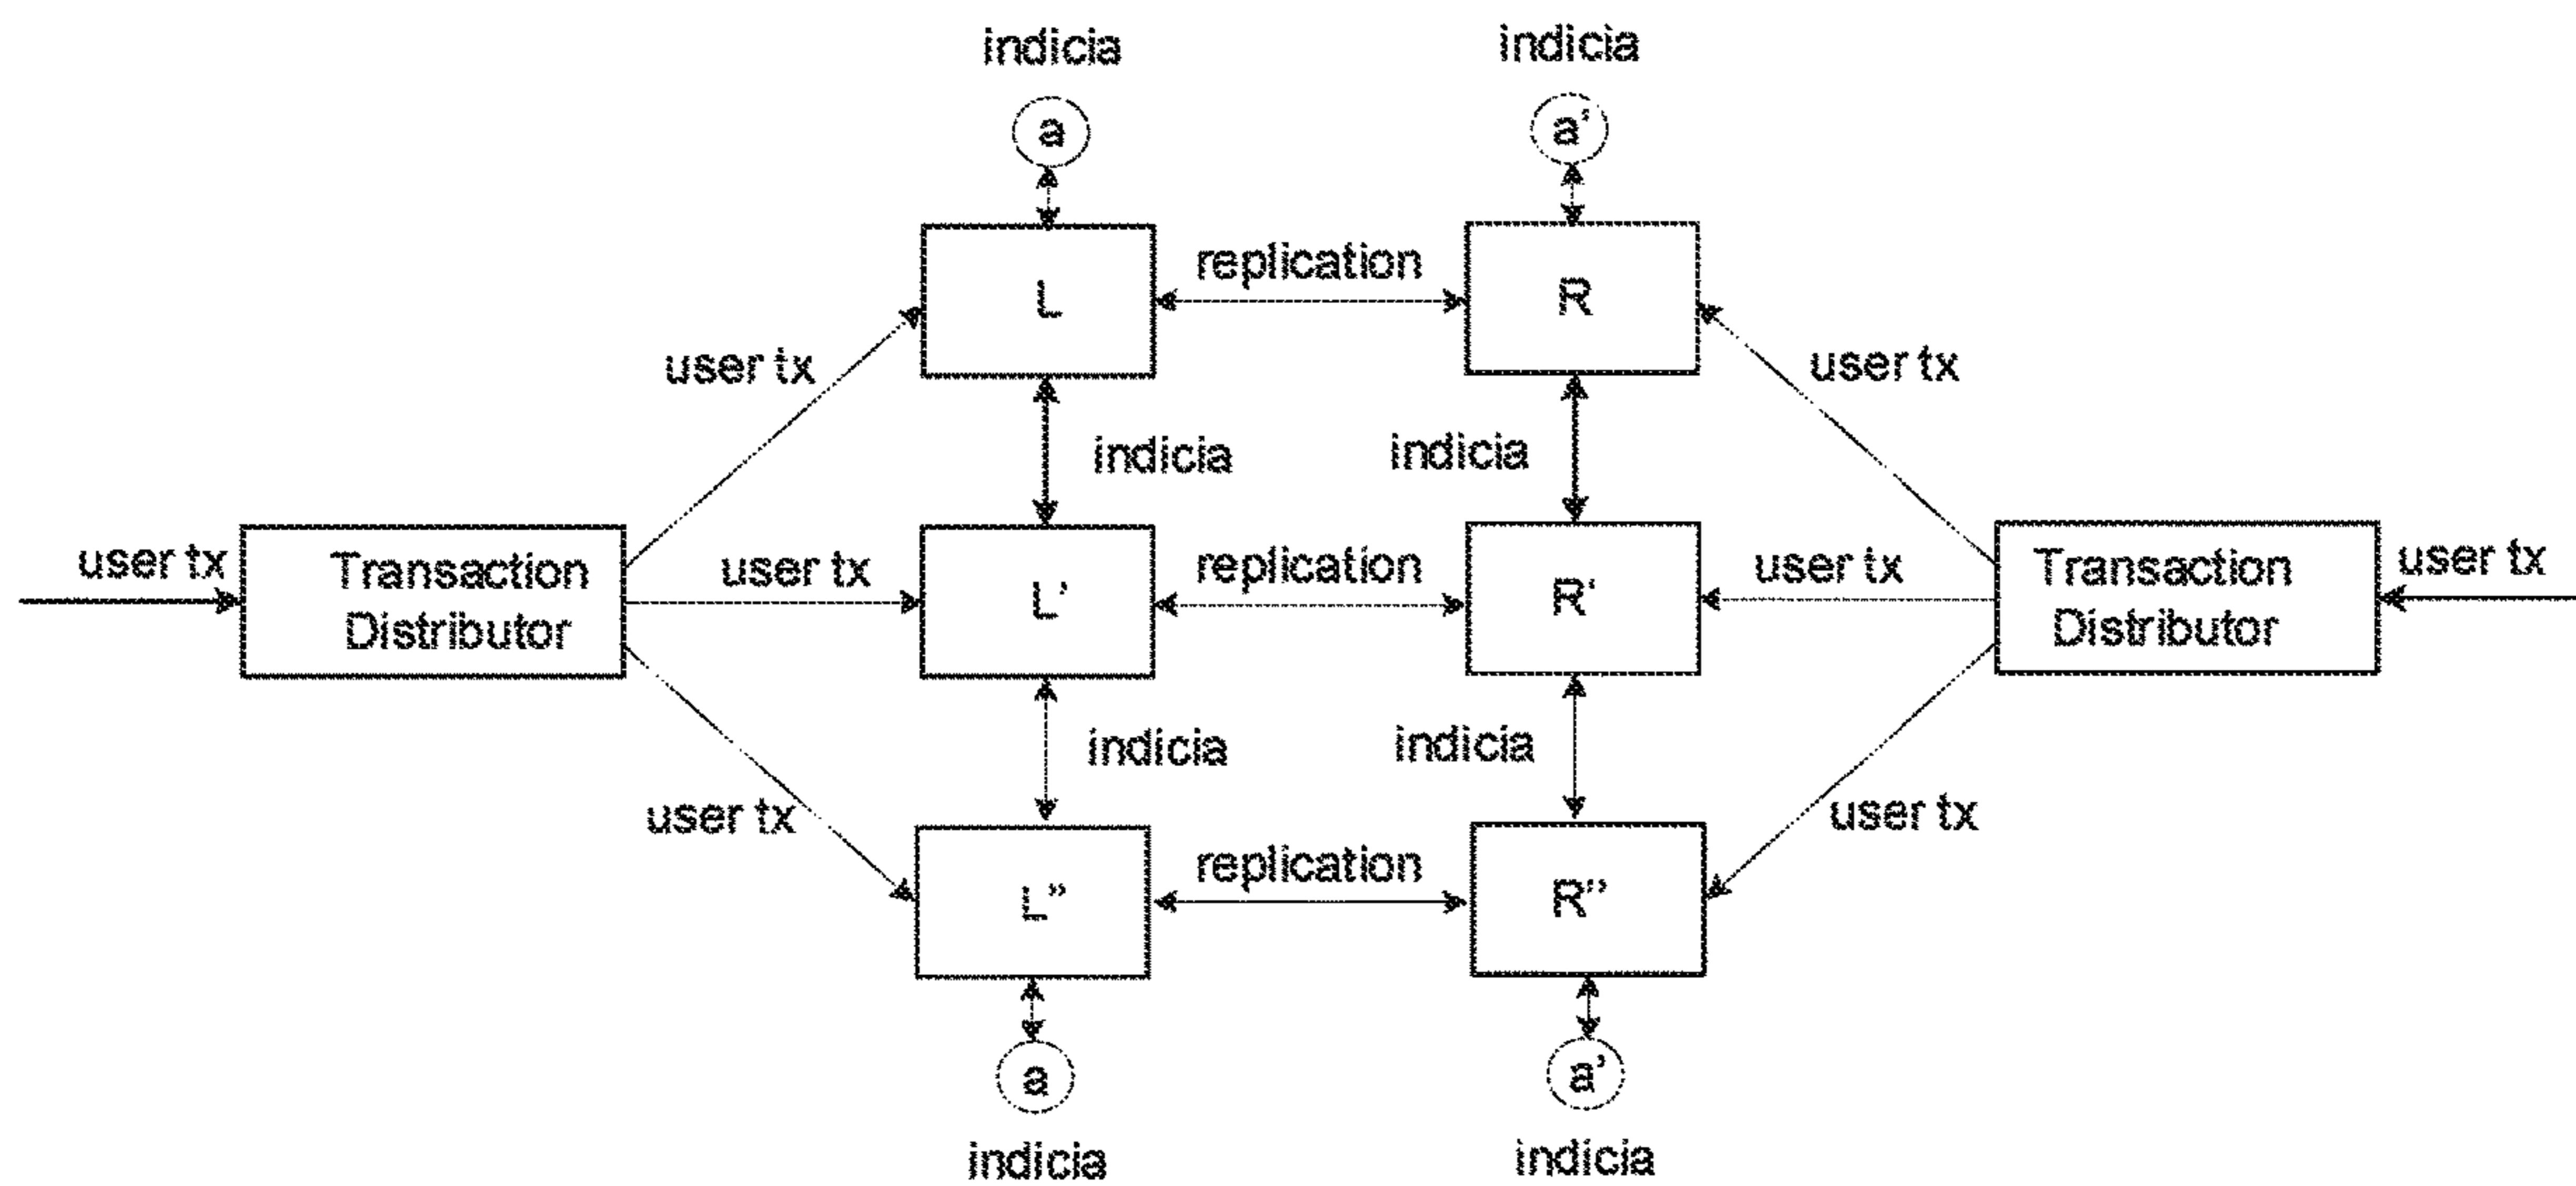 indicia
indicia
a
a’
L
replication
R
user tx
user tx
indicia
indicia
user tx
Transaction
Distributor
user tx
L’
replication
R‘
user tx
Transaction
Distributor
user tx
indicia
indicia
user tx
user tx
L”
replication
R”
a
a’
indicia
indicia